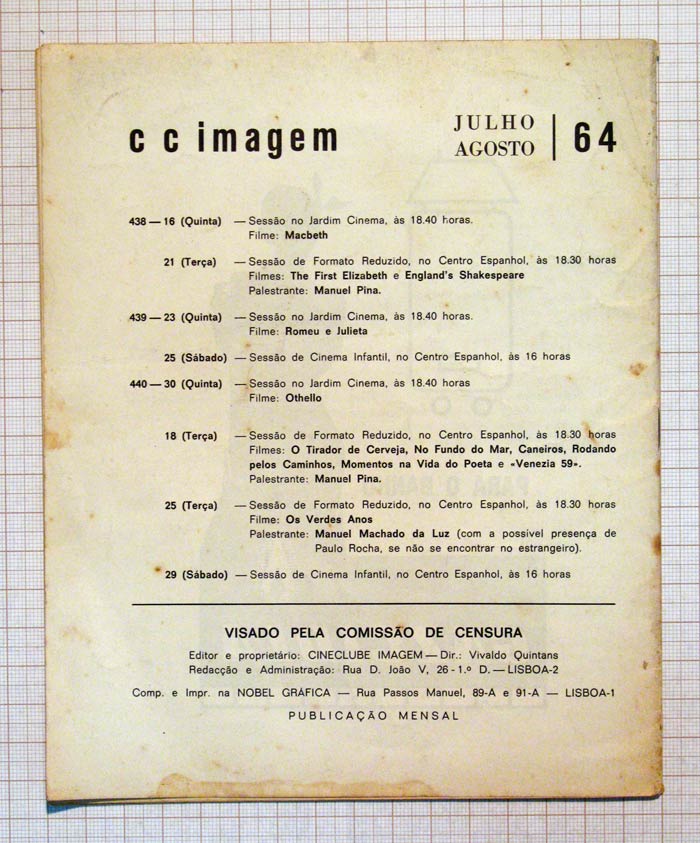 c c imagem
JULHO
AGOSTO | 64
438 — 16 (Quinta) — Sessão no Jardim Cinema, às 18.40 horas.
Filme: Macbeth
21 (Terça) — Sessão de Formato Reduzido, no Centro Espanhol, às 18.30 horas
Filmes: The First Elizabeth e England's Shakespeare
Palestrante: Manuel Pina.
439 — 23 (Quinta) — Sessão no Jardim Cinema, às 18.40 horas.
Filme: Romeu e Julieta
25 (Sábado) — Sessão de Cinema Infantil, no Centro Espanhol, às 16 horas
440 — 30 (Quinta) — Sessão no Jardim Cinema, às 18.40 horas
Filme: Othello
18 (Terça) — Sessão de Formato Reduzido, no Centro Espanhol, às 18.30 horas
Filmes: O Tirador de Cerveja, No Fundo do Mar, Caneiros, Rodando
pelos Caminhos, Momentos na Vida do Poeta e «Venezia 59».
Palestrante: Manuel Pina.
25 (Terça) — Sessão de Formato Reduzido, no Centro Espanhol, às 18.30 horas
Filme: Os Verdes Anos
Palestrante: Manuel Machado da Luz (com a possível presença de
Paulo Rocha, se não se encontrar no estrangeiro).
29 (Sábado) — Sessão de Cinema Infantil, no Centro Espanhol, às 16 horas
VISADO PELA COMISSÃO DE CENSURA
Editor e proprietário: CINECLUBE IMAGEM — Dir.: Vivaldo Quintans
Redacção e Administração: Rua D. João V, 26 - 1.º D. — LISBOA-2
Comp. e Impr. na NOBEL GRÁFICA — Rua Passos Manuel, 89-A e 91-A — LISBOA-1
PUBLICAÇÃO MENSAL